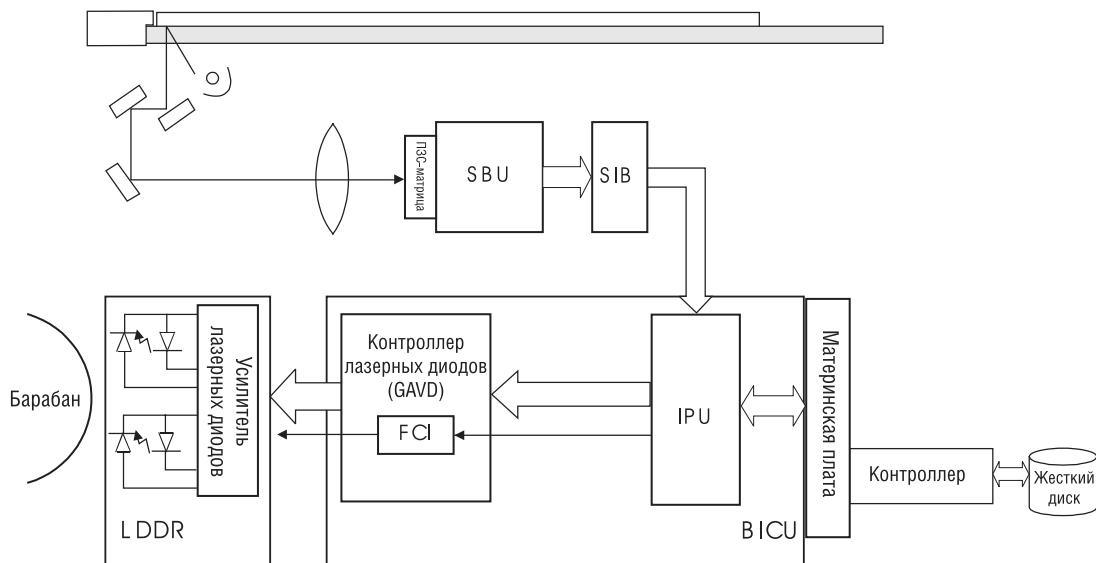 ПЗС-матрица
SBU
SIB
Барабан
Усилитель
лазерных диодов
LDDR
Контроллер
лазерных диодов
(GAVD)
FCI
IPU
BICU
Материнская плата
Контроллер
Жесткий
диск